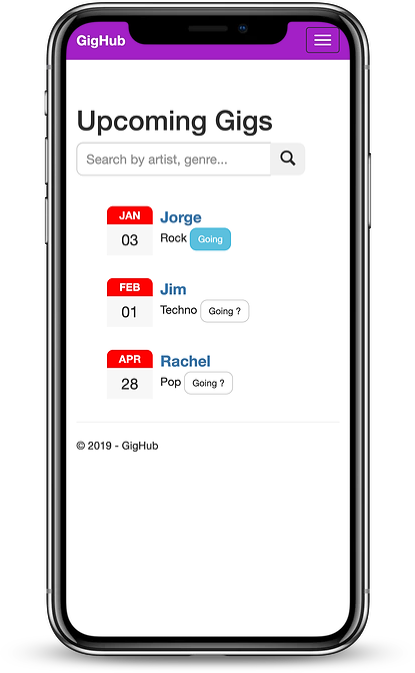 GigHub
Upcoming Gigs
Search by artist, genre...
JAN
03
Jorge
Rock Going
FEB
01
Jim
Techno Going ?
APR
28
Rachel
Pop Going ?
© 2019 - GigHub